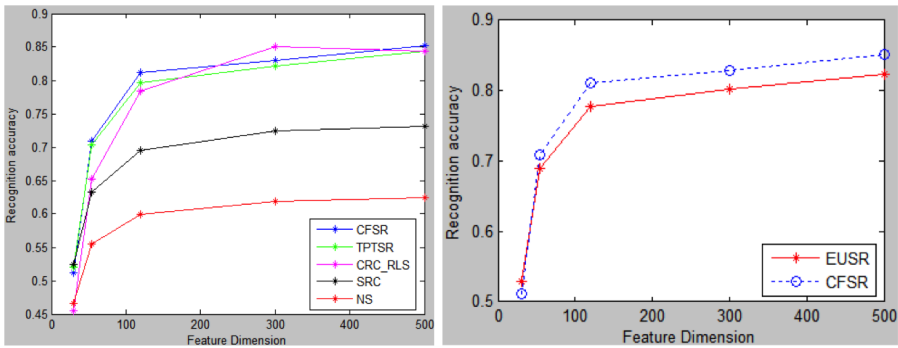 0.9
0.85
0.8
0.75
0.7
0.65
0.6
0.55
0.5
0.45
0 100 200 300 400 500
Recognition accuracy
Feature Dimension
CFSR
TPTSR
CRC_RLS
SRC
NS
0.9
0.8
0.7
0.6
0.5
0 100 200 300 400 500
Recognition accuracy
Feature Dimension
EUSR
CFSR